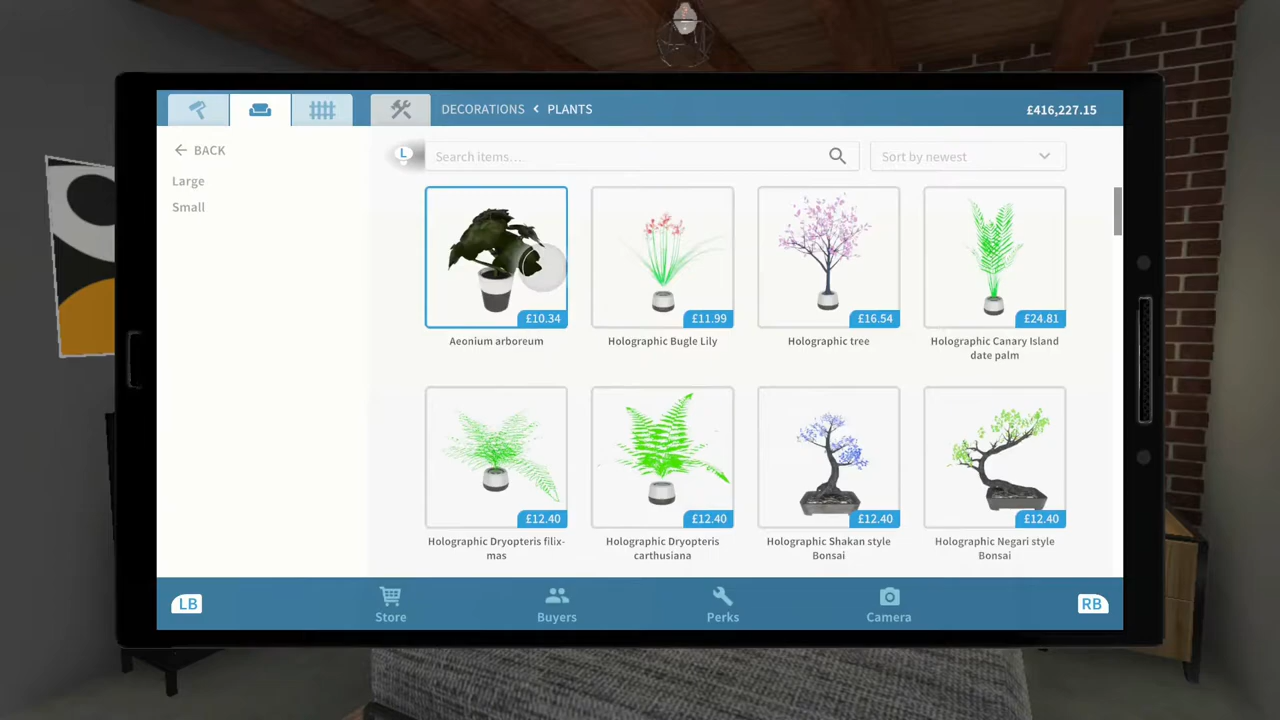 DECORATIONS < PLANTS
£416,227.15
BACK
Large
Small
L
Search items...
Sort by newest
£10.34
£11.99
£16.54
£24.81
Aeonium arboreum
Holographic Bugle Lily
Holographic tree
Holographic Canary Island
date palm
£12.40
£12.40
£12.40
£12.40
Holographic Dryopteris filix-
mas
Holographic Dryopteris
carthusiana
Holographic Shakan style
Bonsai
Holographic Negari style
Bonsai
LB
Store
Buyers
Perks
Camera
RB